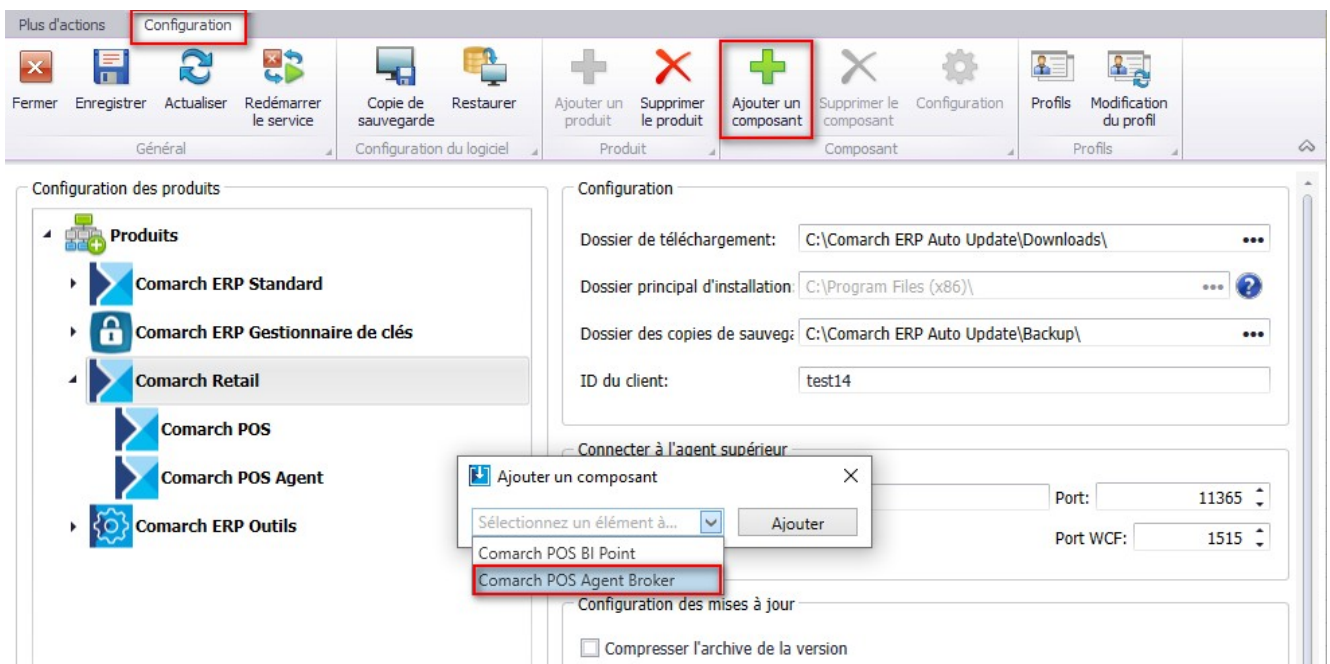 Plus d'actions Configuration
Fermer Enregistrer Actualiser Redémarrer le service Copie de sauvegarde Restaurer Ajouter un produit Supprimer le produit Ajouter un composant Supprimer le composant Configuration Profils Modification du profil
Général Configuration du logiciel Produit Composant Profils
Configuration des produits
Produits
Comarch ERP Standard
Comarch ERP Gestionnaire de clés
Comarch Retail
Comarch POS
Comarch POS Agent
Comarch ERP Outils
Configuration
Dossier de téléchargement: C:\Comarch ERP Auto Update\Downloads\ •••
Dossier principal d'installation: C:\Program Files (x86)\ ••• ?
Dossier des copies de sauvega C:\Comarch ERP Auto Update\Backup\ •••
ID du client: test14
Connecter à l'agent supérieur
Port: 11365
Port WCF: 1515
Ajouter un composant
Sélectionnez un élément à... Ajouter
Comarch POS BI Point
Comarch POS Agent Broker
Configuration des mises à jour
Compresser l'archive de la version